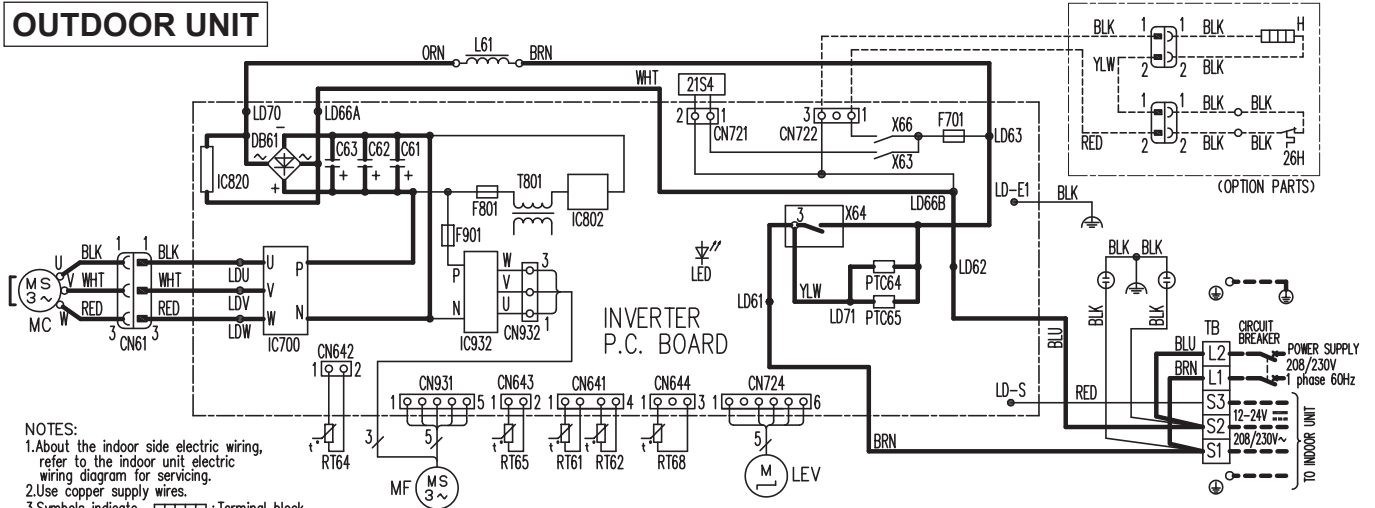 OUTDOOR UNIT
ORN L61 BRN
WHT
21S4
BLK 1 1 BLK H
YLW 2 2 BLK
1 1 BLK BLK
RED 2 2 BLK BLK
26H
(OPTION PARTS)
LD70 LD66A
DB61
2 1 CN721
3 1
CN722
X66 F701
X63
LD63
IC820
C63 C62 C61
T801
F801
IC802
LD66B
LD-E1 BLK
F901
3 X64
LED
LD62
PTC64
YLW
LD61
LD71 PTC65
U BLK 1 1 BLK
LDU U P
MS 3~
V WHT WHT
LDV V
W RED RED
LDW W N
MC
3 3
CN61
IC700
P W 3
V
N U 1
IC932 CN932
INVERTER
P.C. BOARD
BLK BLK
BLK BLK
BLU
TB
CIRCUIT
BREAKER
BLU L2
BRN L1
POWER SUPPLY
208/230V
1 phase 60Hz
LD-S RED
S3
12-24V
S2
208/230V~
S1
TO INDOOR UNIT
CN642
1 2
CN931
1 5
CN643
1 2
CN641
1 4
CN644
1 3
CN724
1 6
BRN
t° RT64
3
5
t° RT65
t° RT61
t° RT62
t° RT68
5
MF MS 3~
M LEV
NOTES:
1.About the indoor side electric wiring,
refer to the indoor unit electric
wiring diagram for servicing.
2.Use copper supply wires.
3.Symbols indicate, : Terminal block